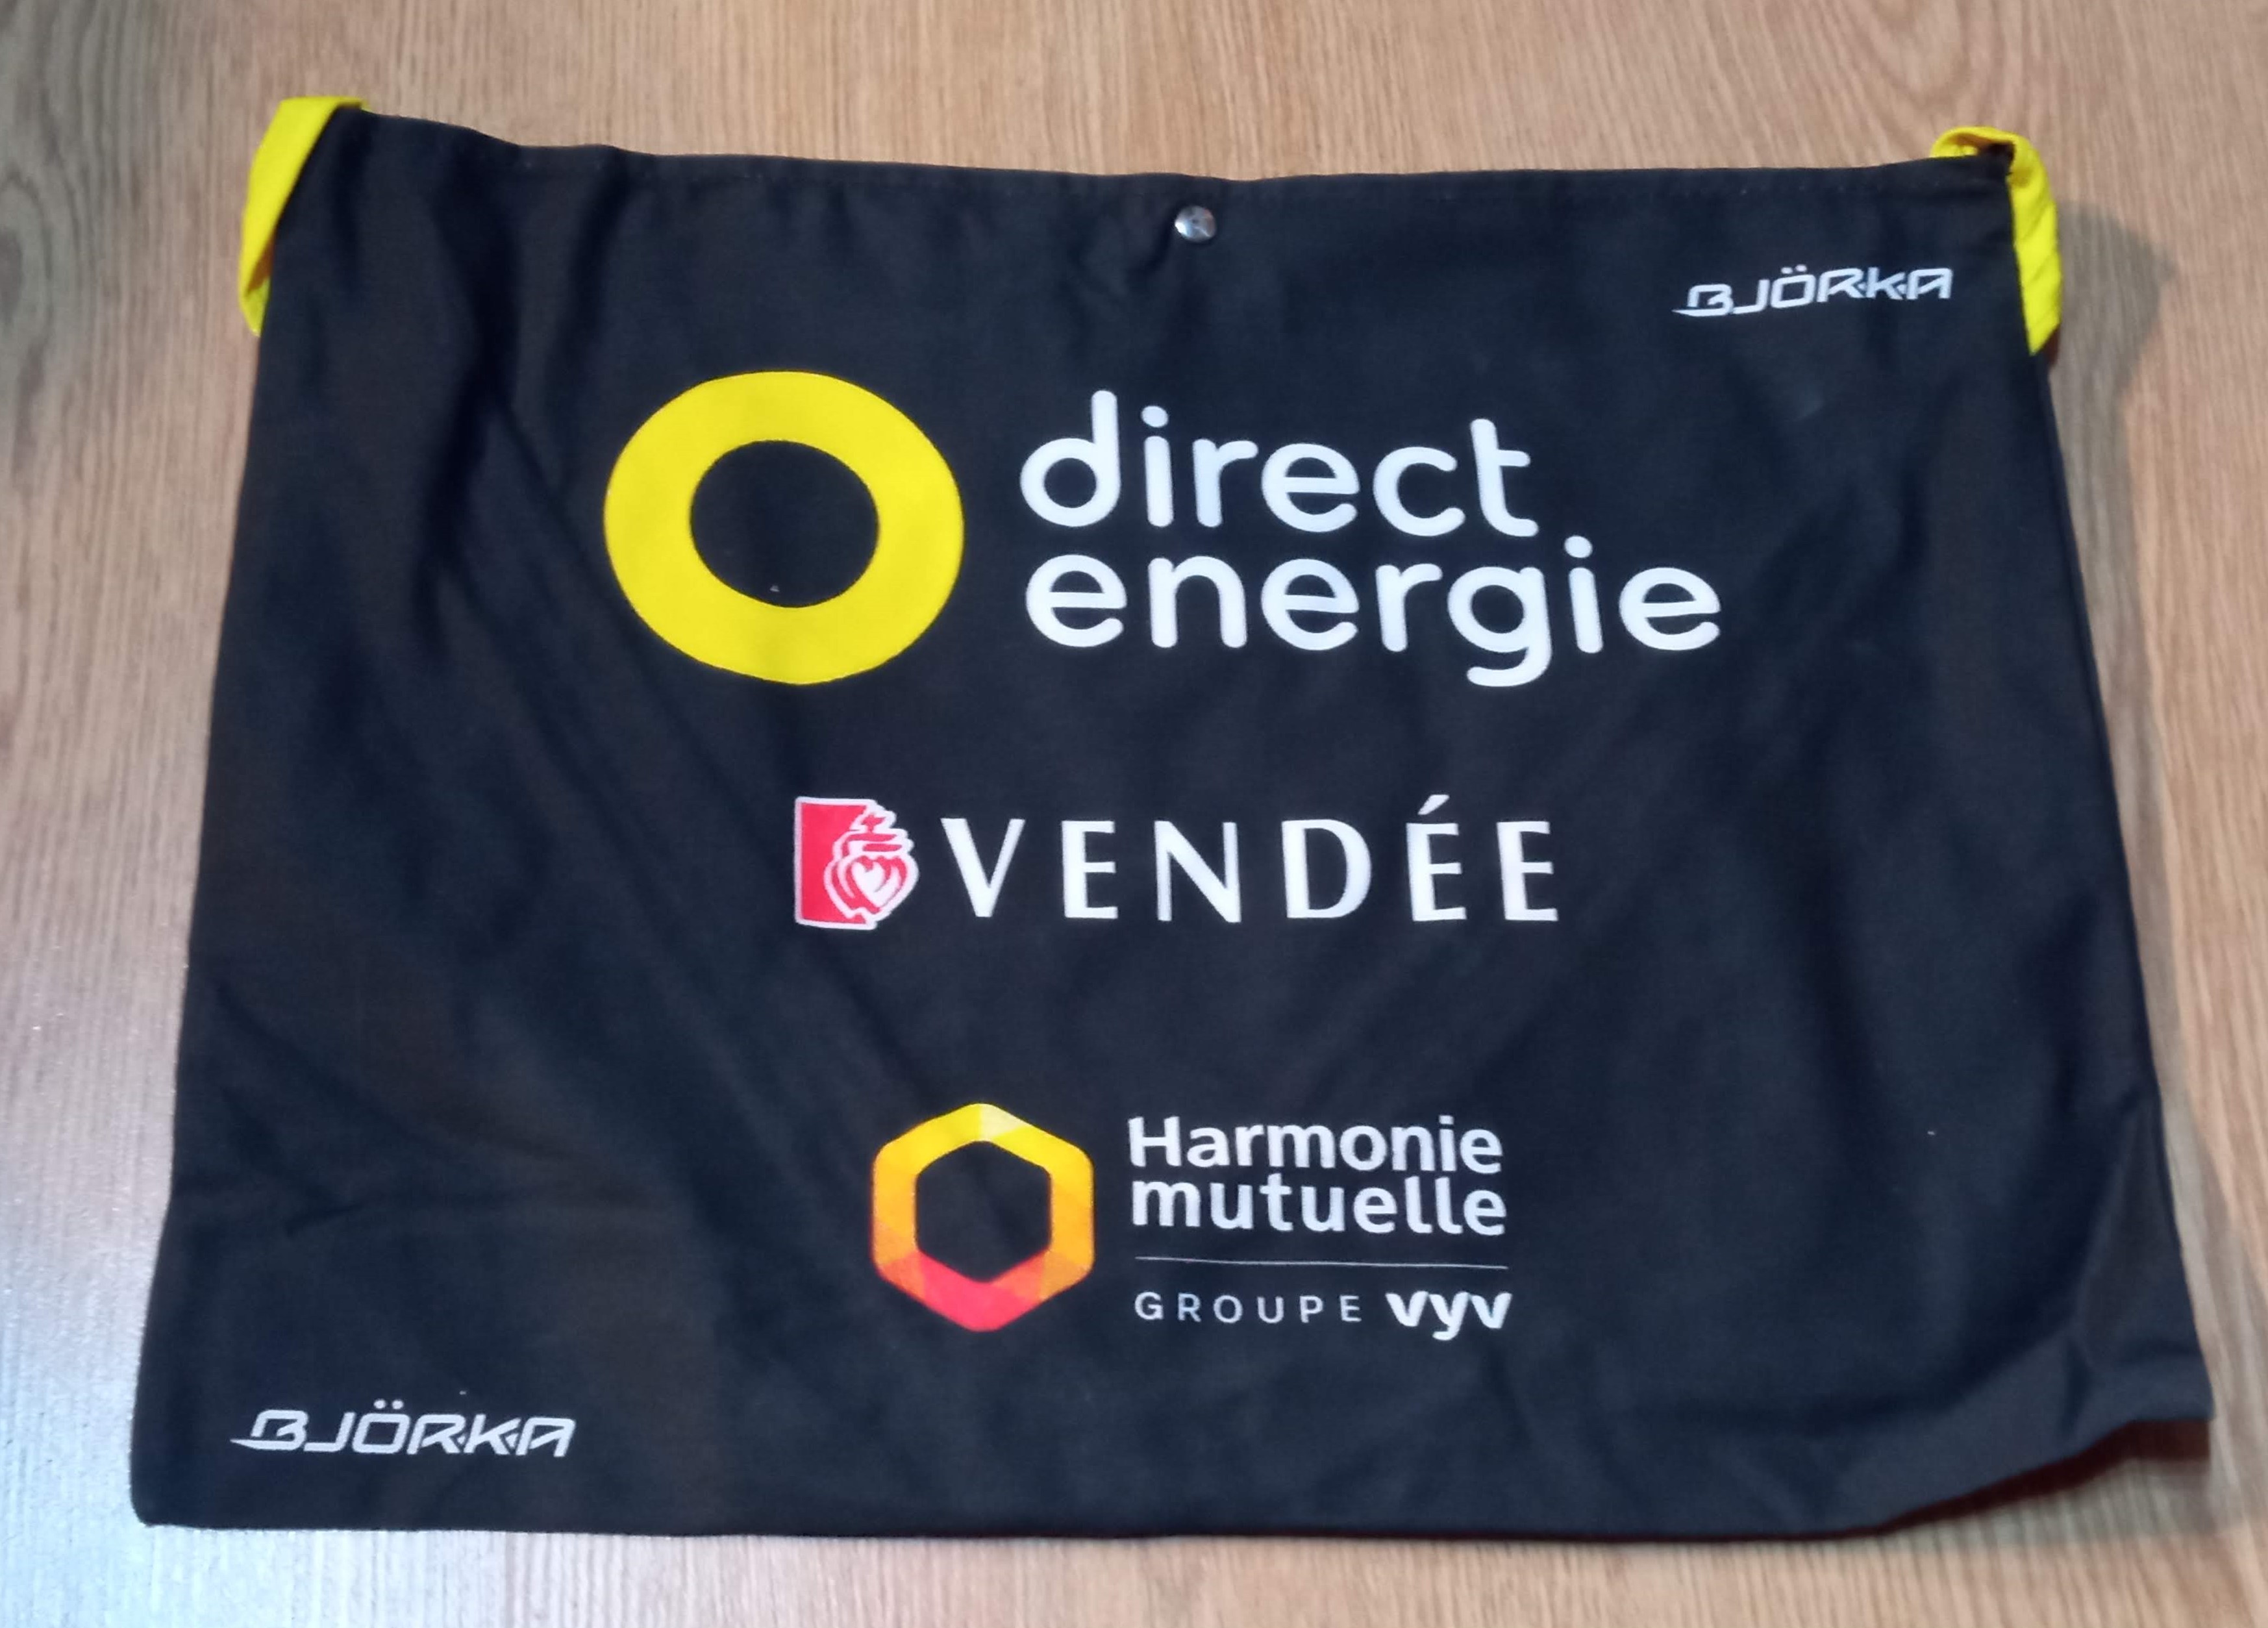 BJÖRKA
direct
energie
VENDÉE
Harmonie
mutuelle
GROUPE vyv
BJÖRKA